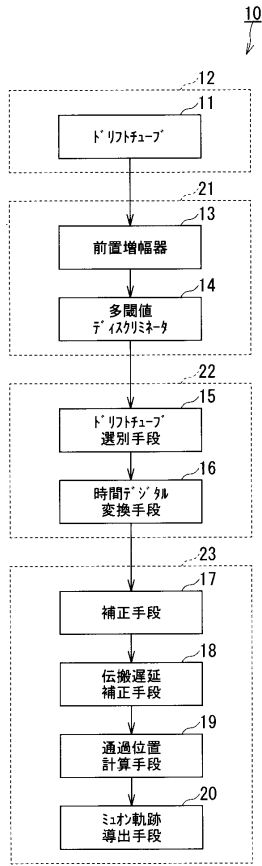 10
12
11
ﾄﾞﾘﾌﾄﾁｭｰﾌﾞ
21
13
前置増幅器
14
多閾値
ﾃﾞｨｽｸﾘﾐﾈｰﾀ
22
15
ﾄﾞﾘﾌﾄﾁｭｰﾌﾞ
選別手段
16
時間ﾃﾞｼﾞﾀﾙ
変換手段
23
17
補正手段
18
伝搬遅延
補正手段
19
通過位置
計算手段
20
ﾐｭｵﾝ軌跡
導出手段